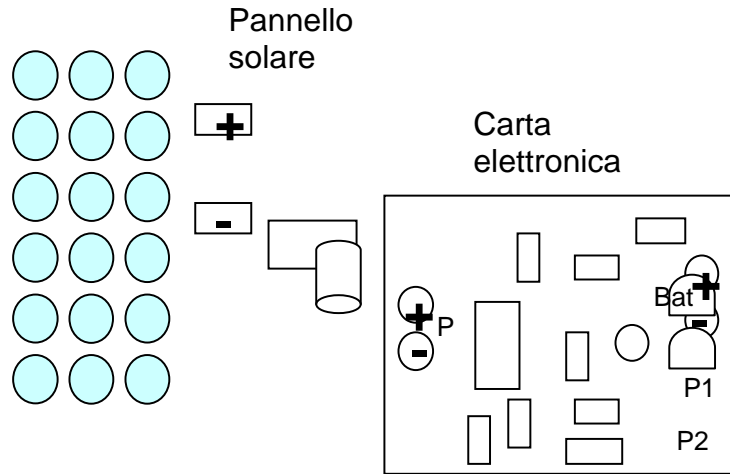 Pannello
solare
+
-
Carta
elettronica
+
P
-
Bat
+
-
P1
P2